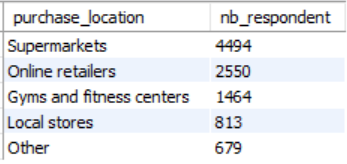 purchase_location nb_respondent
Supermarkets 4494
Online retailers 2550
Gyms and fitness centers 1464
Local stores 813
Other 679